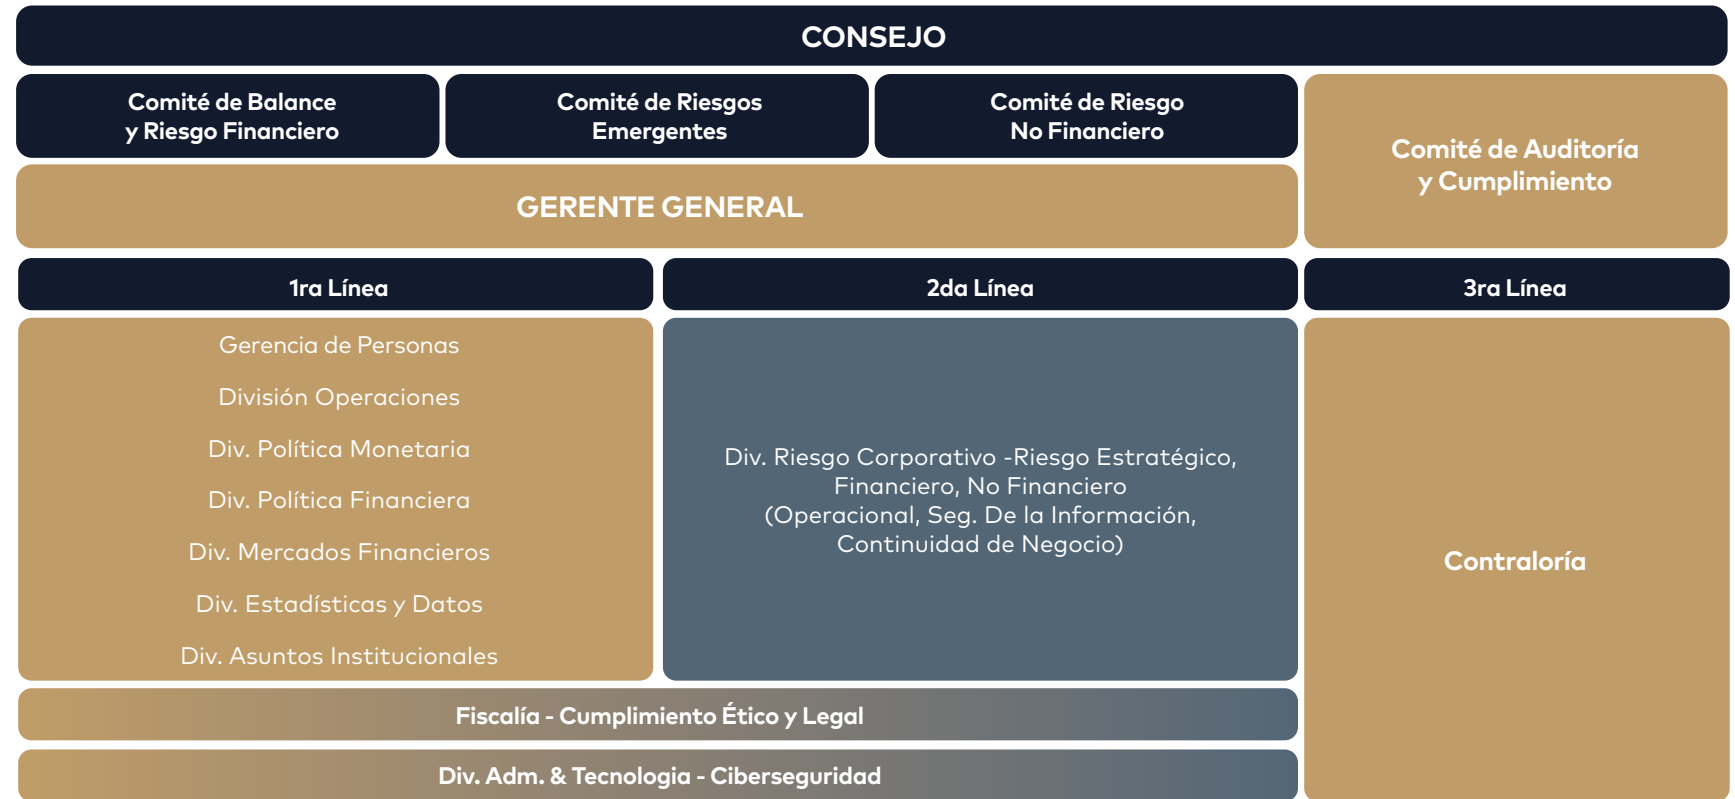 CONSEJO
Comité de Balance
y Riesgo Financiero
Comité de Riesgos
Emergentes
Comité de Riesgo
No Financiero
Comité de Auditoría
y Cumplimiento
GERENTE GENERAL
1ra Línea
2da Línea
3ra Línea
Gerencia de Personas
División Operaciones
Div. Política Monetaria
Div. Política Financiera
Div. Mercados Financieros
Div. Estadísticas y Datos
Div. Asuntos Institucionales
Div. Riesgo Corporativo -Riesgo Estratégico,
Financiero, No Financiero
(Operacional, Seg. De la Información,
Continuidad de Negocio)
Contraloría
Fiscalía - Cumplimiento Ético y Legal
Div. Adm. & Tecnologia - Ciberseguridad